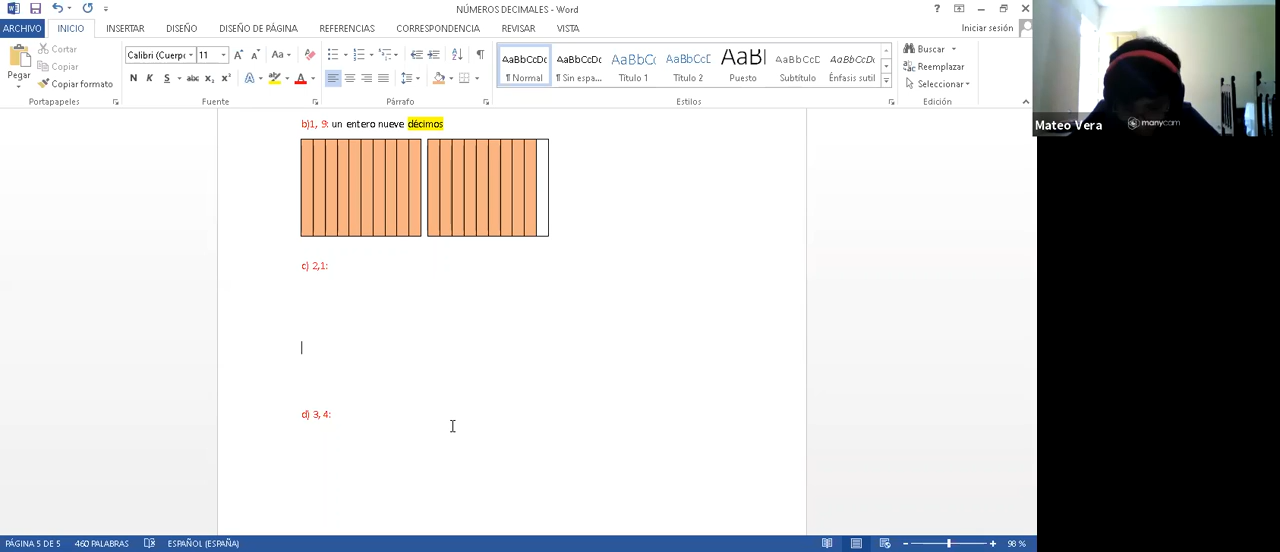 NÚMEROS DECIMALES - Word
ARCHIVO INICIO INSERTAR DISEÑO DISEÑO DE PÁGINA REFERENCIAS CORRESPONDENCIA REVISAR VISTA Iniciar sesión
Pegar
Cortar
Copiar
Copiar formato
Portapapeles
Calibri (Cuerpo 11
Fuente
Párrafo
AaBbCcDc AaBbCcDc AaBbCc AaBbCcC AaBl AaBbCcD AaBbCcDc
¶ Normal ¶ Sin espa... Título 1 Título 2 Puesto Subtítulo Énfasis sutil
Estilos
Buscar
Reemplazar
Seleccionar
Edición
Mateo Vera
manycam
b)1, 9: un entero nueve décimos
c) 2,1:
d) 3, 4:
PÁGINA 5 DE 5 460 PALABRAS ESPAÑOL (ESPAÑA) 98 %